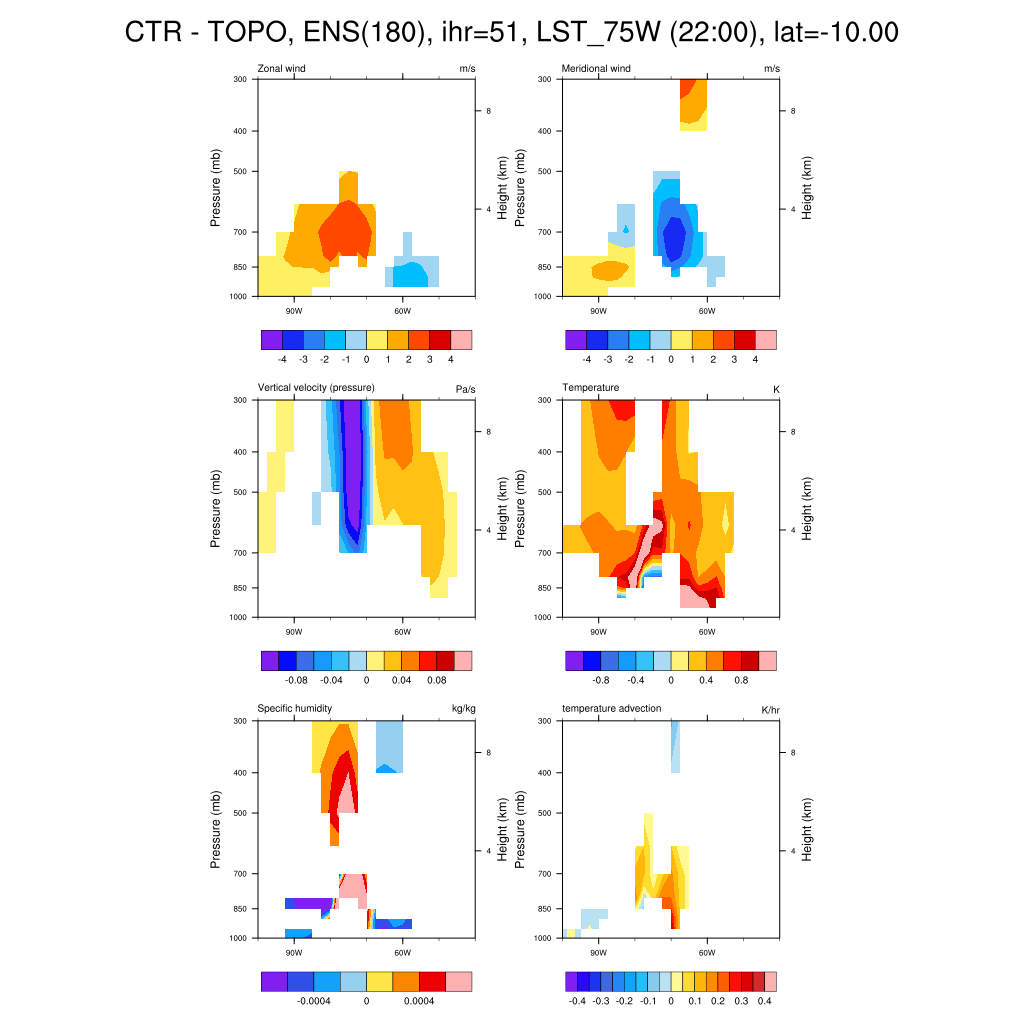 CTR - TOPO, ENS(180), ihr=51, LST_75W (22:00), lat=-10.00
Zonal wind m/s
300
400
500
700
850
1000
8
4
90W 60W
Pressure (mb)
Height (km)
-4 -3 -2 -1 0 1 2 3 4
Meridional wind m/s
300
400
500
700
850
1000
8
4
90W 60W
Pressure (mb)
Height (km)
-4 -3 -2 -1 0 1 2 3 4
Vertical velocity (pressure) Pa/s
300
400
500
700
850
1000
8
4
90W 60W
Pressure (mb)
Height (km)
-0.08 -0.04 0 0.04 0.08
Temperature K
300
400
500
700
850
1000
8
4
90W 60W
Pressure (mb)
Height (km)
-0.8 -0.4 0 0.4 0.8
Specific humidity kg/kg
300
400
500
700
850
1000
8
4
90W 60W
Pressure (mb)
Height (km)
-0.0004 0 0.0004
temperature advection K/hr
300
400
500
700
850
1000
8
4
90W 60W
Pressure (mb)
Height (km)
-0.4 -0.3 -0.2 -0.1 0 0.1 0.2 0.3 0.4